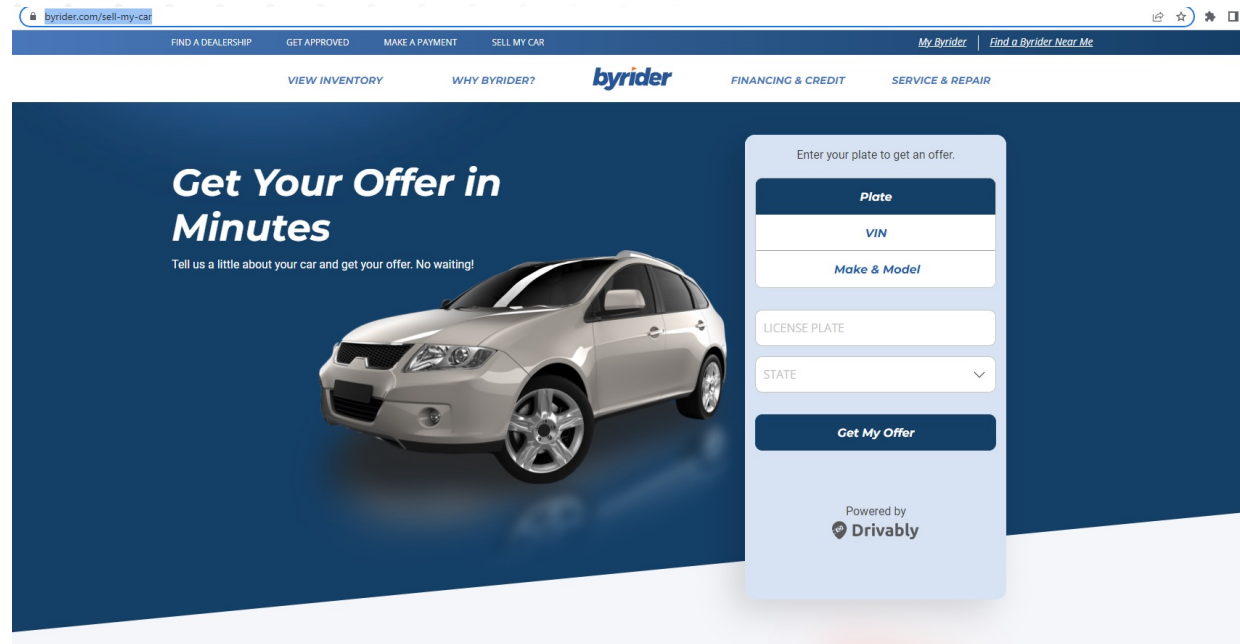 byrider.com/sell-my-car
FIND A DEALERSHIP GET APPROVED MAKE A PAYMENT SELL MY CAR My Byrider Find a Byrider Near Me
VIEW INVENTORY WHY BYRIDER? byrider FINANCING & CREDIT SERVICE & REPAIR
Get Your Offer in
Minutes
Tell us a little about your car and get your offer. No waiting!
Enter your plate to get an offer.
Plate
VIN
Make & Model
LICENSE PLATE
STATE
Get My Offer
Powered by
Drivably